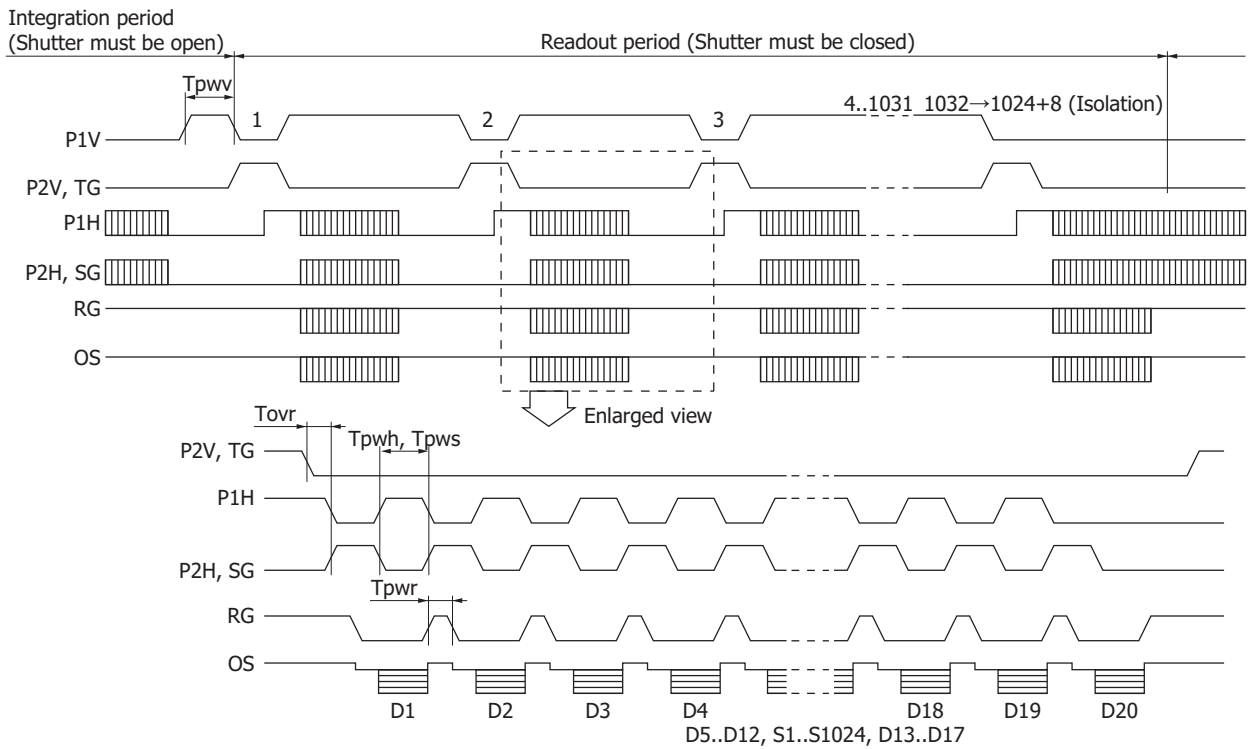 Integration period
(Shutter must be open)
Readout period (Shutter must be closed)
Tpwv
4..1031 1032→1024+8 (Isolation)
1
2
3
P1V
P2V, TG
P1H
P2H, SG
RG
OS
Enlarged view
Tovr
Tpwh, Tpws
P2V, TG
P1H
P2H, SG
Tpwr
RG
OS
D1
D2
D3
D4
D18
D19
D20
D5..D12, S1..S1024, D13..D17